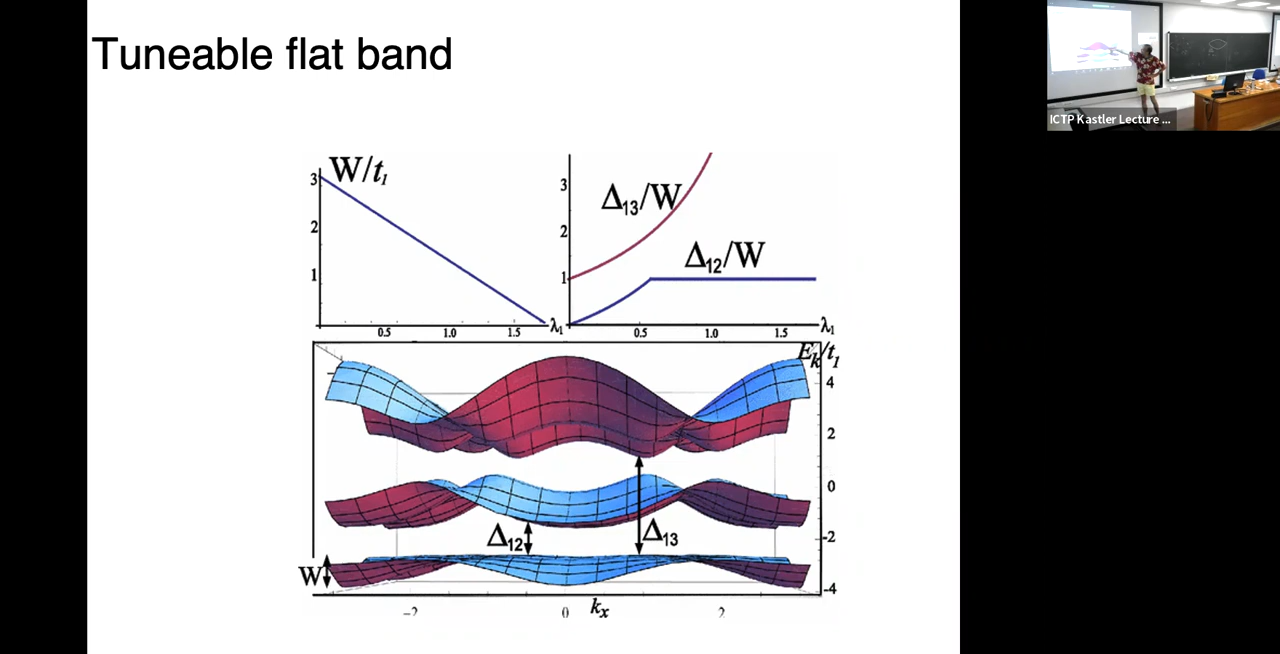 Tuneable flat band
ICTP Kastler Lecture ...
W/t₁
3
2
1
0.5 1.0 1.5 λ₁
Δ₁₃/W
Δ₁₂/W
3
2
1
0.5 1.0 1.5 λ₁
Eₖ/t₁
4
2
0
-2
-4
Δ₁₂
Δ₁₃
W
-2 0 kₓ 2